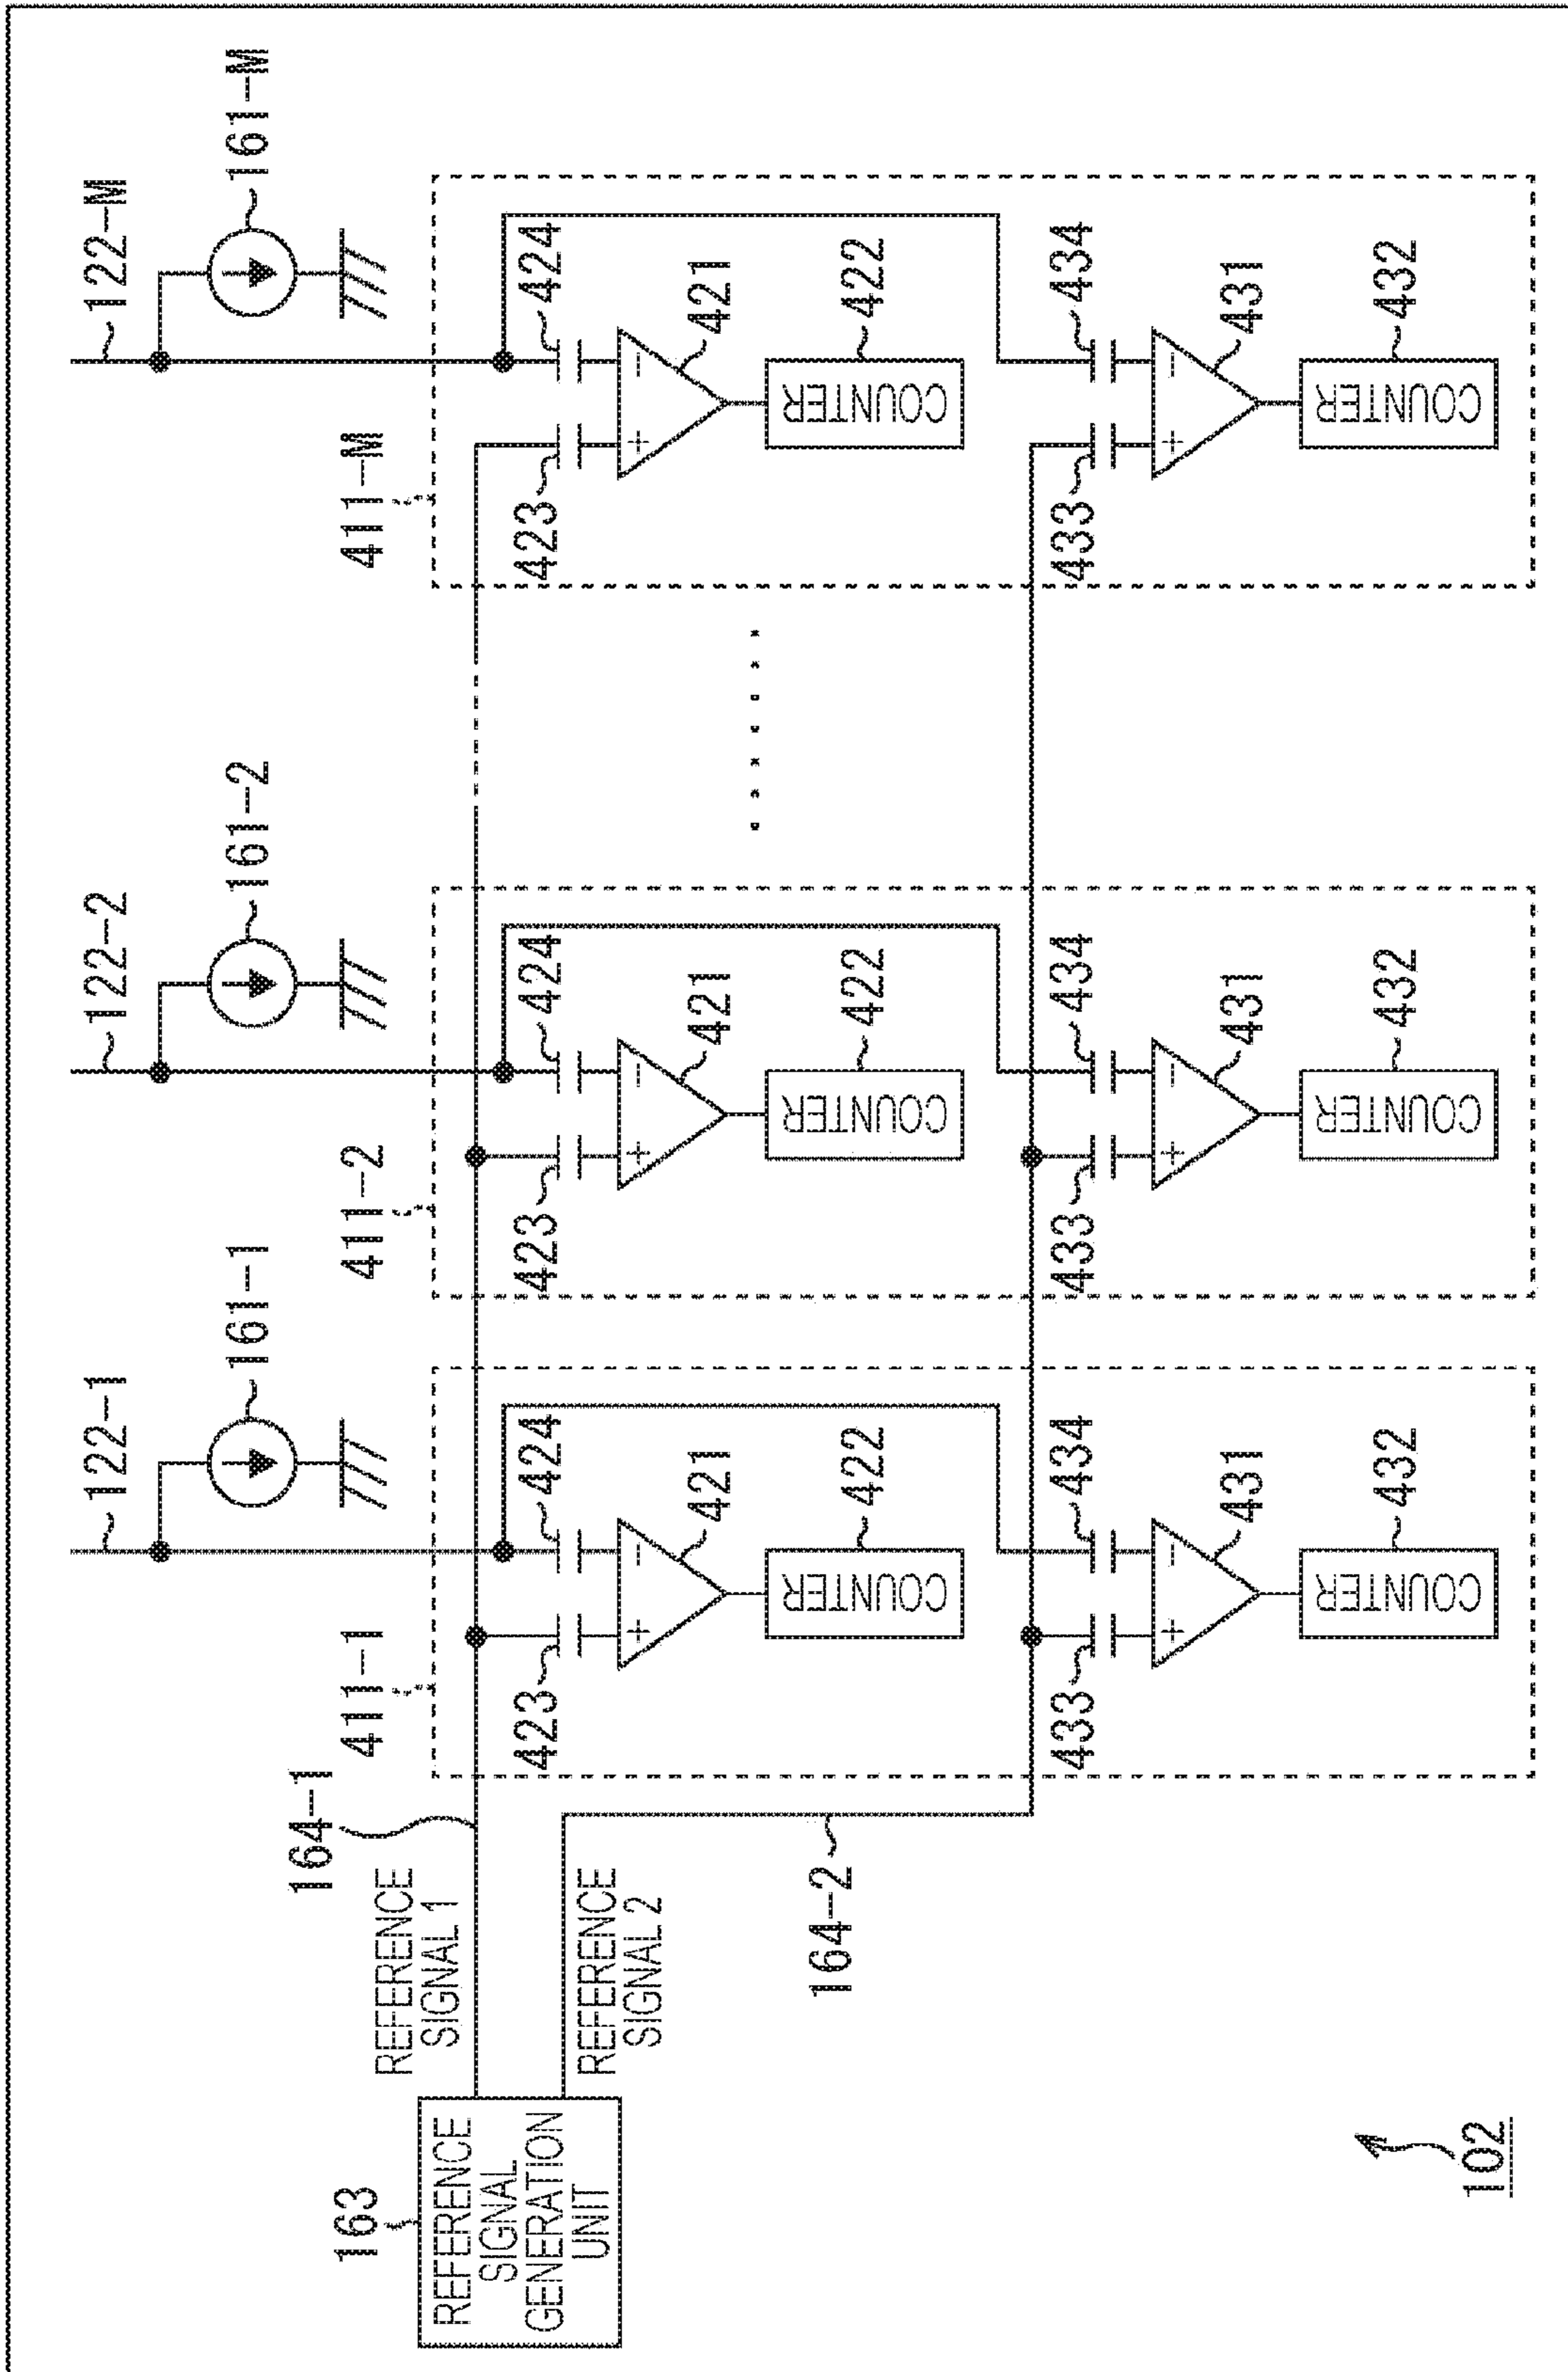 122-1
122-2
122-M
161-1
161-2
161-M
164-1
411-1
411-2
411-M
163
REFERENCE
SIGNAL
GENERATION
UNIT
REFERENCE
SIGNAL 1
REFERENCE
SIGNAL 2
164-2
423
424
+
-
421
COUNTER
422
433
434
+
-
431
COUNTER
432
423
424
+
-
421
COUNTER
422
433
434
+
-
431
COUNTER
432
423
424
+
-
421
COUNTER
422
433
434
+
-
431
COUNTER
432
102